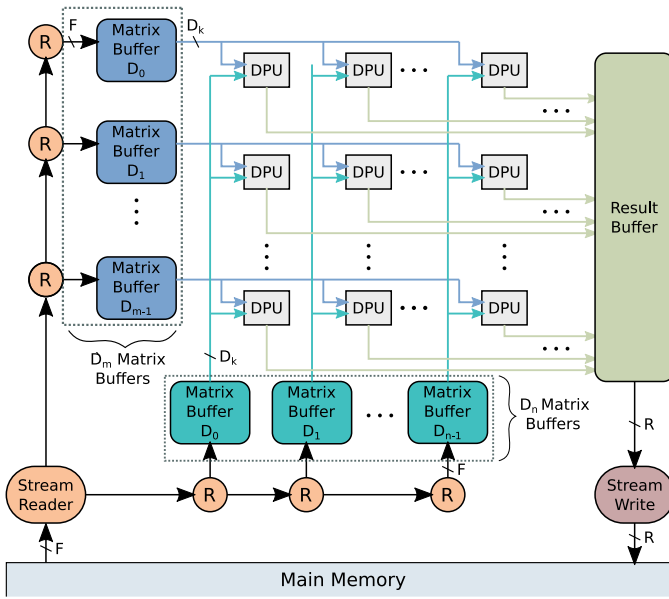 R
F
Matrix
Buffer
D0
Dk
DPU
DPU
DPU
R
Matrix
Buffer
D1
DPU
DPU
DPU
R
Matrix
Buffer
Dm-1
DPU
DPU
DPU
Result
Buffer
Dm Matrix
Buffers
Dk
Matrix
Buffer
D0
Matrix
Buffer
D1
Matrix
Buffer
Dn-1
Dn Matrix
Buffers
R
F
Stream
Reader
R
R
R
Stream
Write
F
R
Main Memory